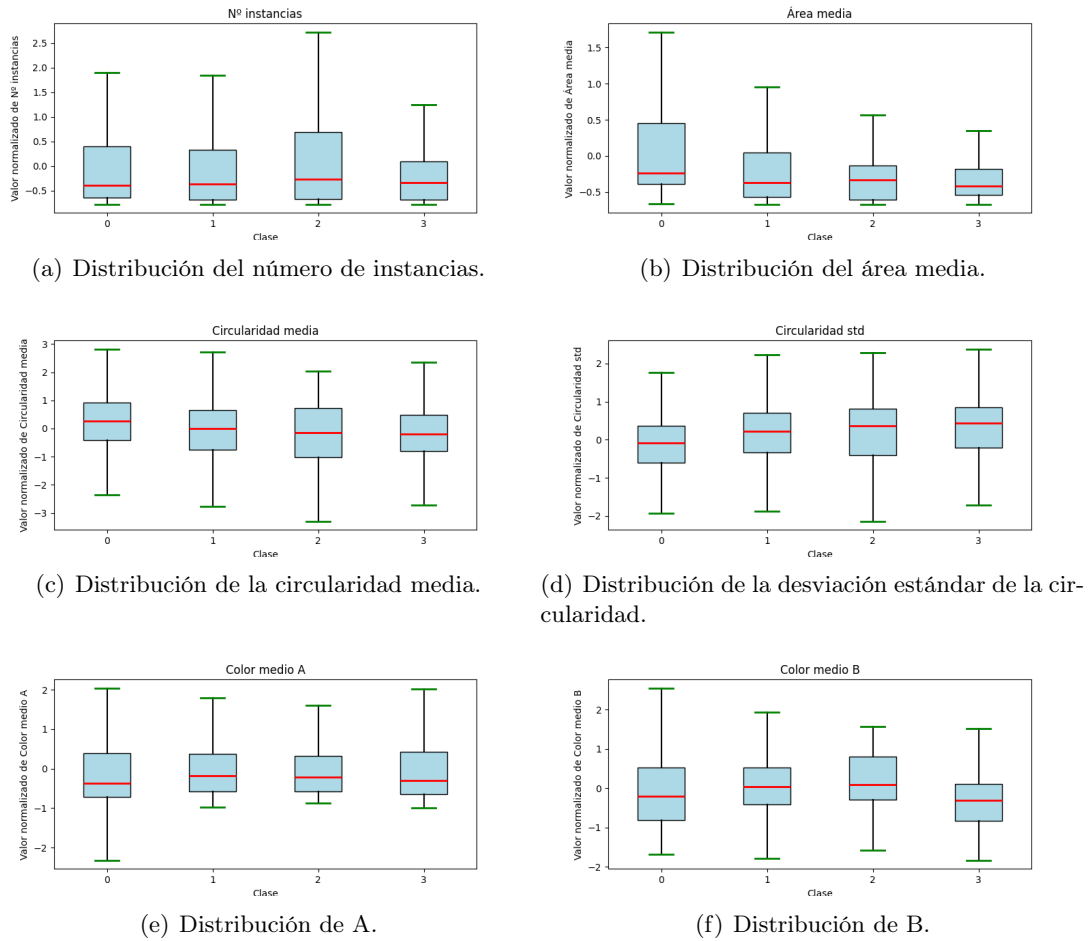 Nº instancias
Valor normalizado de Nº instancias
2.5
2.0
1.5
1.0
0.5
0.0
−0.5
0 1 2 3
Clase
(a) Distribución del número de instancias.
Área media
Valor normalizado de Área media
1.5
1.0
0.5
0.0
−0.5
0 1 2 3
Clase
(b) Distribución del área media.
Circularidad media
Valor normalizado de Circularidad media
3
2
1
0
−1
−2
−3
0 1 2 3
Clase
(c) Distribución de la circularidad media.
Circularidad std
Valor normalizado de Circularidad std
2
1
0
−1
−2
0 1 2 3
Clase
(d) Distribución de la desviación estándar de la cir-
cularidad.
Color medio A
Valor normalizado de Color medio A
2
1
0
−1
−2
0 1 2 3
Clase
(e) Distribución de A.
Color medio B
Valor normalizado de Color medio B
2
1
0
−1
−2
0 1 2 3
Clase
(f) Distribución de B.